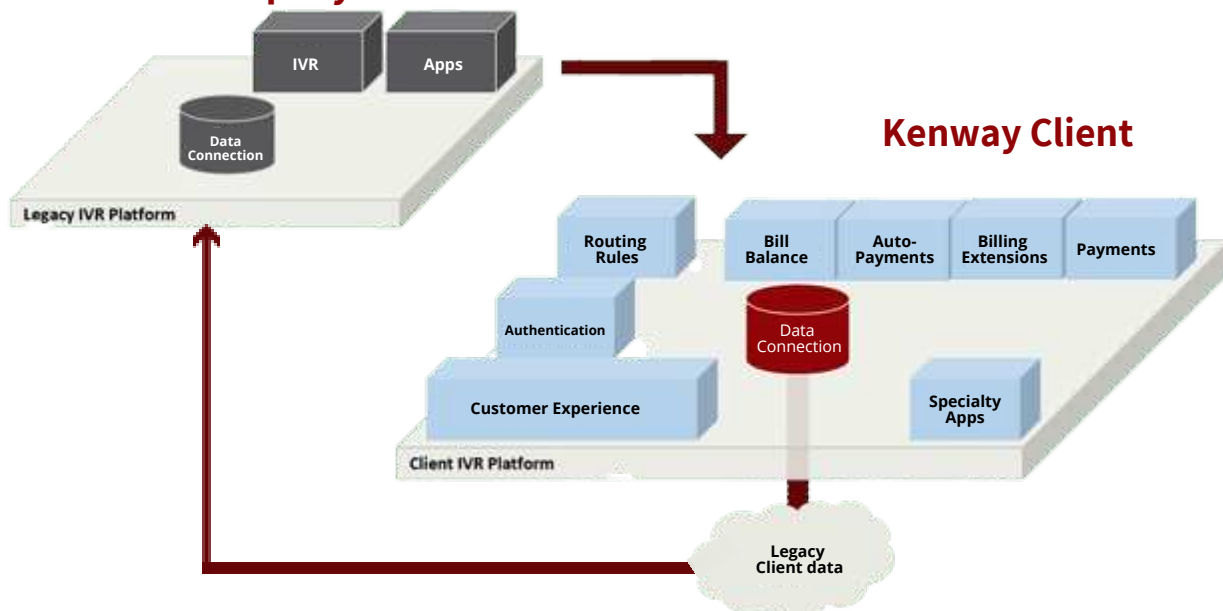 IVR
Apps
Data
Connection
Legacy IVR Platform
Kenway Client
Routing
Rules
Bill
Balance
Auto-
Payments
Billing
Extensions
Payments
Authentication
Data
Connection
Customer Experience
Specialty
Apps
Client IVR Platform
Legacy
Client data